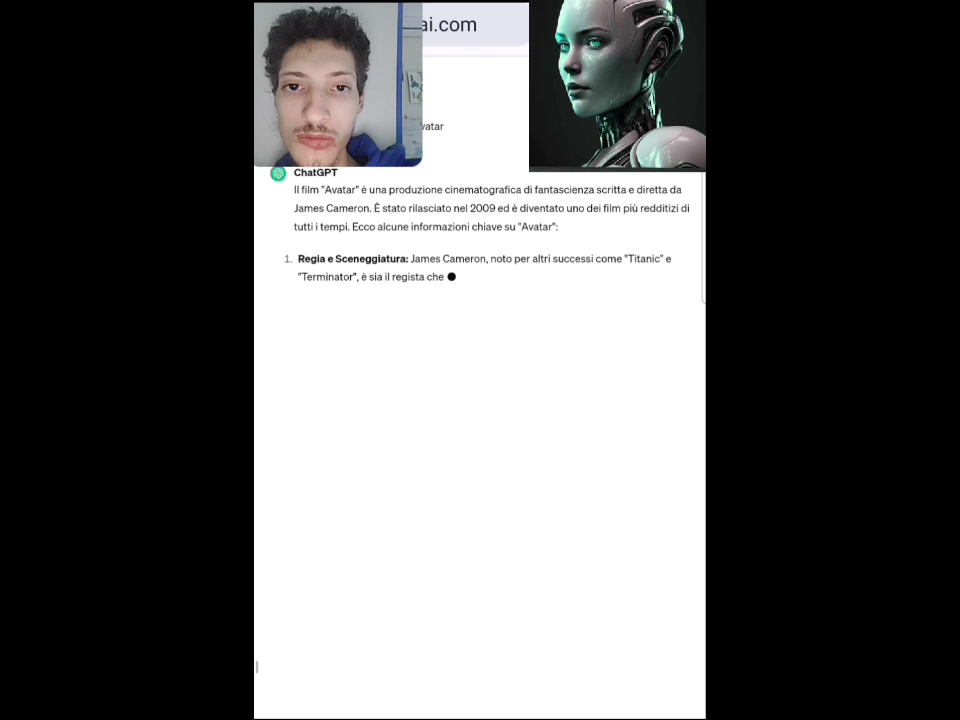 ai.com
vatar
ChatGPT
Il film "Avatar" è una produzione cinematografica di fantascienza scritta e diretta da
James Cameron. È stato rilasciato nel 2009 ed è diventato uno dei film più redditizi di
tutti i tempi. Ecco alcune informazioni chiave su "Avatar":
1. Regia e Sceneggiatura: James Cameron, noto per altri successi come "Titanic" e
"Terminator", è sia il regista che